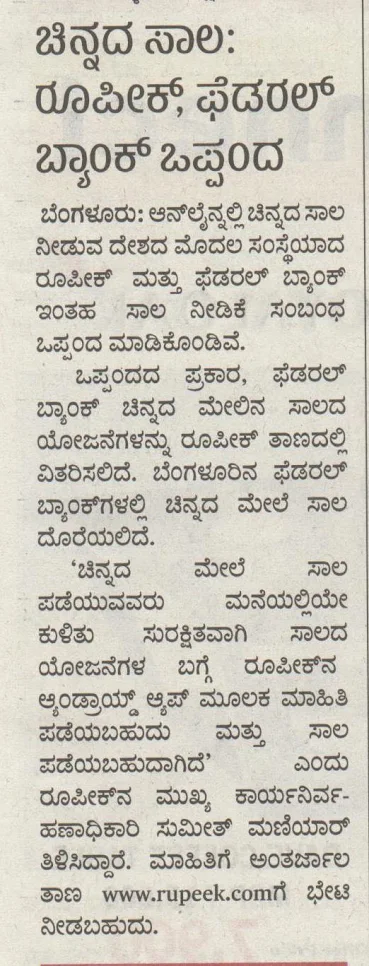 ಚಿನ್ನದ ಸಾಲ:
ರೂಪೀಕ್, ಫೆಡರಲ್
ಬ್ಯಾಂಕ್ ಒಪ್ಪಂದ
ಬೆಂಗಳೂರು: ಆನ್‌ಲೈನ್ನಲ್ಲಿ ಚಿನ್ನದ ಸಾಲ
ನೀಡುವ ದೇಶದ ಮೊದಲ ಸಂಸ್ಥೆಯಾದ
ರೂಪೀಕ್ ಮತ್ತು ಫೆಡರಲ್ ಬ್ಯಾಂಕ್
ಇಂತಹ ಸಾಲ ನೀಡಿಕೆ ಸಂಬಂಧ
ಒಪ್ಪಂದ ಮಾಡಿಕೊಂಡಿವೆ.
ಒಪ್ಪಂದದ ಪ್ರಕಾರ, ಫೆಡರಲ್
ಬ್ಯಾಂಕ್ ಚಿನ್ನದ ಮೇಲಿನ ಸಾಲದ
ಯೋಜನೆಗಳನ್ನು ರೂಪೀಕ್ ತಾಣದಲ್ಲಿ
ವಿತರಿಸಲಿದೆ. ಬೆಂಗಳೂರಿನ ಫೆಡರಲ್
ಬ್ಯಾಂಕ್‌ಗಳಲ್ಲಿ ಚಿನ್ನದ ಮೇಲೆ ಸಾಲ
ದೊರೆಯಲಿದೆ.
‘ಚಿನ್ನದ ಮೇಲೆ ಸಾಲ
ಪಡೆಯುವವರು ಮನೆಯಲ್ಲಿಯೇ
ಕುಳಿತು ಸುರಕ್ಷಿತವಾಗಿ ಸಾಲದ
ಯೋಜನೆಗಳ ಬಗ್ಗೆ ರೂಪೀಕ್‌ನ
ಆ್ಯಂಡ್ರಾಯ್ಡ್ ಆ್ಯಪ್ ಮೂಲಕ ಮಾಹಿತಿ
ಪಡೆಯಬಹುದು ಮತ್ತು ಸಾಲ
ಪಡೆಯಬಹುದಾಗಿದೆ’ ಎಂದು
ರೂಪೀಕ್‌ನ ಮುಖ್ಯ ಕಾರ್ಯನಿರ್ವ-
ಹಣಾಧಿಕಾರಿ ಸುಮೀತ್ ಮಣಿಯಾರ್
ತಿಳಿಸಿದ್ದಾರೆ. ಮಾಹಿತಿಗೆ ಅಂತರ್ಜಾಲ
ತಾಣ www.rupeek.comಗೆ ಭೇಟಿ
ನೀಡಬಹುದು.